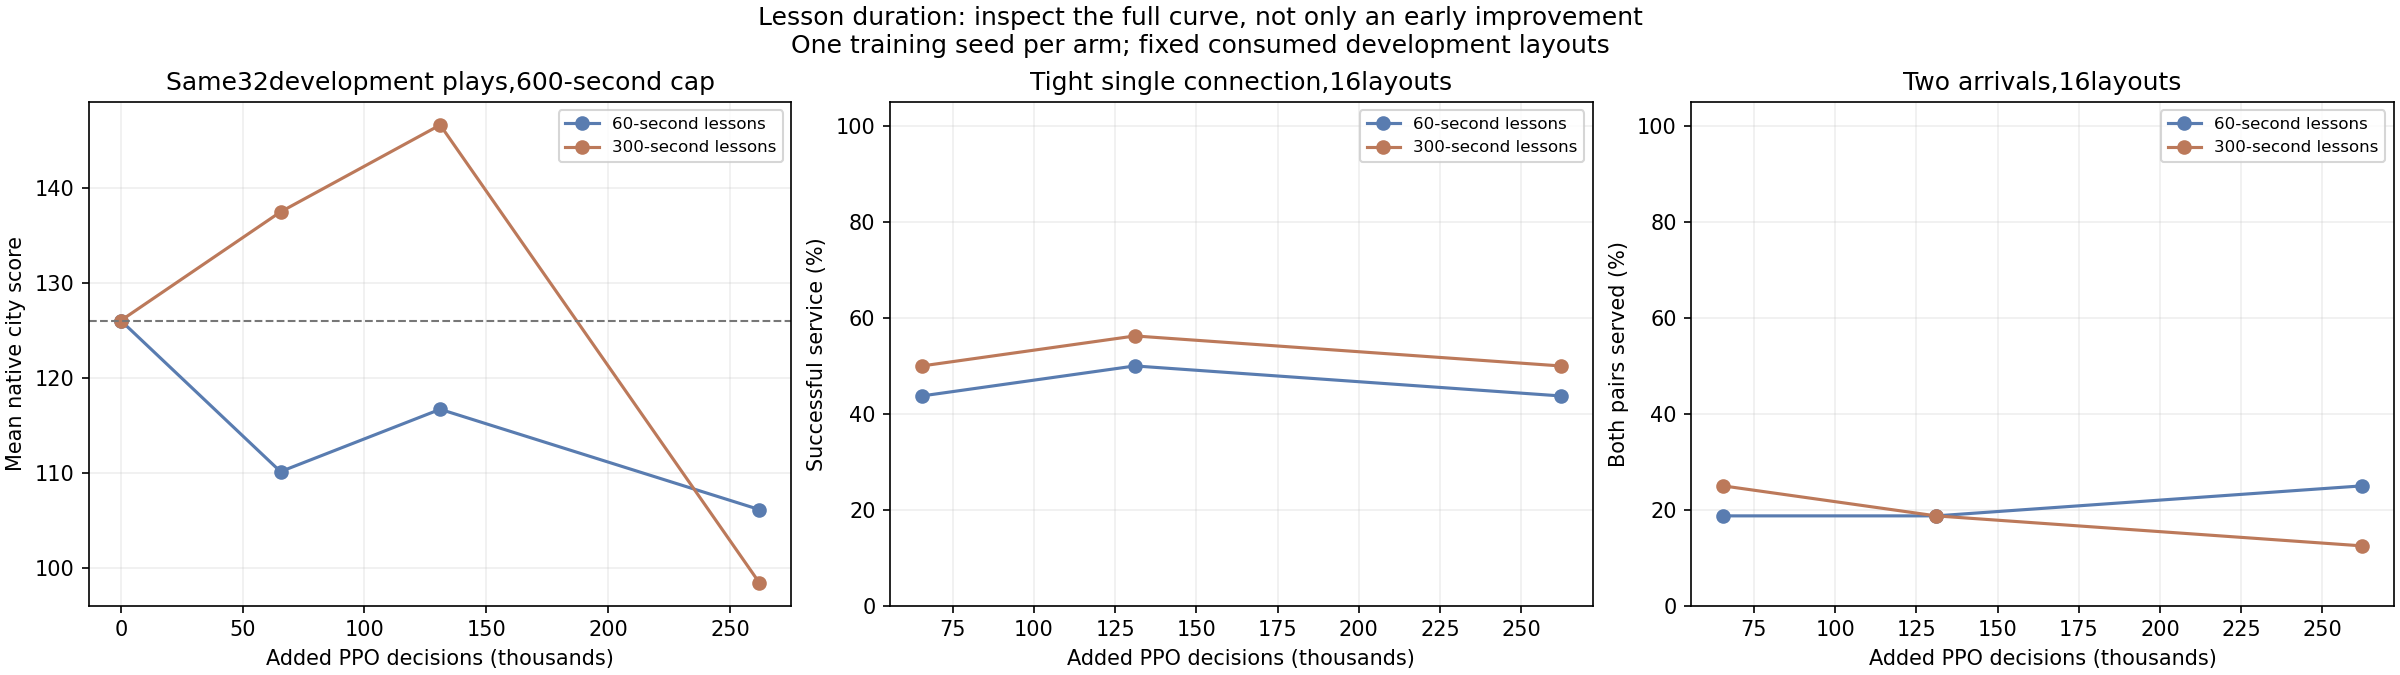 Lesson duration: inspect the full curve, not only an early improvement
One training seed per arm; fixed consumed development layouts
Same32development plays,600-second cap
Mean native city score
140
130
120
110
100
60-second lessons
300-second lessons
0
50
100
150
200
250
Added PPO decisions (thousands)
Tight single connection,16layouts
Successful service (%)
100
80
60
40
20
0
60-second lessons
300-second lessons
75
100
125
150
175
200
225
250
Added PPO decisions (thousands)
Two arrivals,16layouts
Both pairs served (%)
100
80
60
40
20
0
60-second lessons
300-second lessons
75
100
125
150
175
200
225
250
Added PPO decisions (thousands)